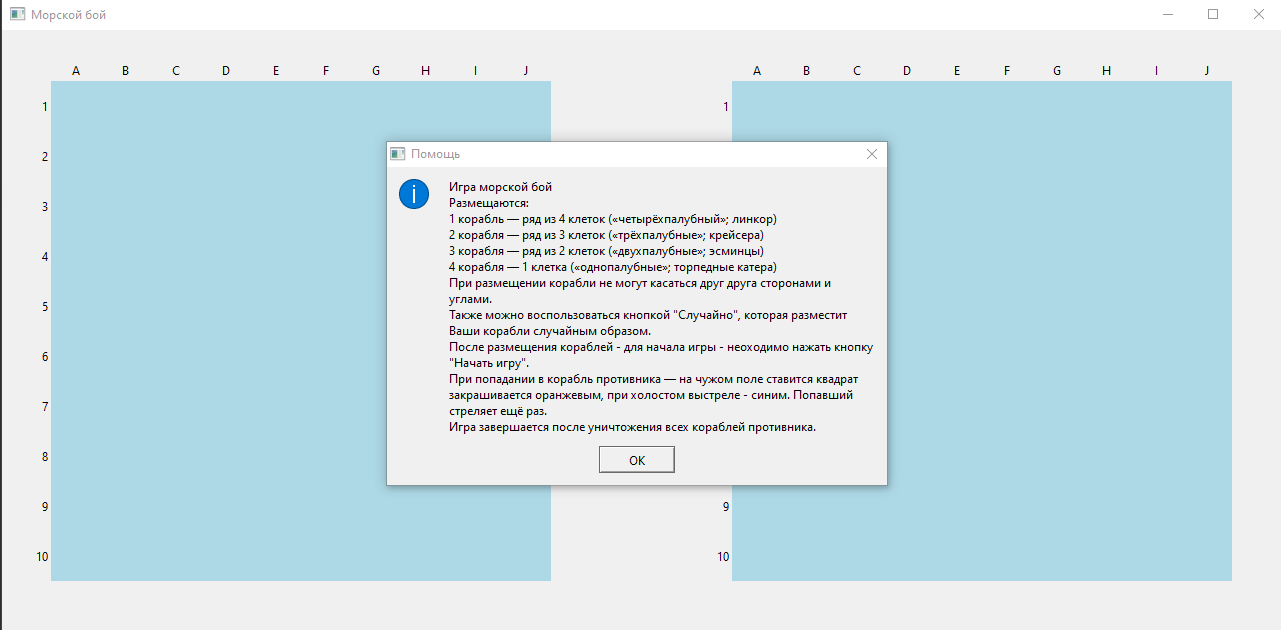 Морской бой
A B C D E F G H I J
A B C D E F G H I J
1
1
2
3
4
5
6
7
8
9
9
10
10
Помощь
Игра морской бой
Размещаются:
1 корабль — ряд из 4 клеток («четырёхпалубный»; линкор)
2 корабля — ряд из 3 клеток («трёхпалубные»; крейсера)
3 корабля — ряд из 2 клеток («двухпалубные»; эсминцы)
4 корабля — 1 клетка («однопалубные»; торпедные катера)
При размещении корабли не могут касаться друг друга сторонами и
углами.
Также можно воспользоваться кнопкой "Случайно", которая разместит
Ваши корабли случайным образом.
После размещения кораблей - для начала игры - неоходимо нажать кнопку
"Начать игру".
При попадании в корабль противника — на чужом поле ставится квадрат
закрашивается оранжевым, при холостом выстреле - синим. Попавший
стреляет ещё раз.
Игра завершается после уничтожения всех кораблей противника.
ОК